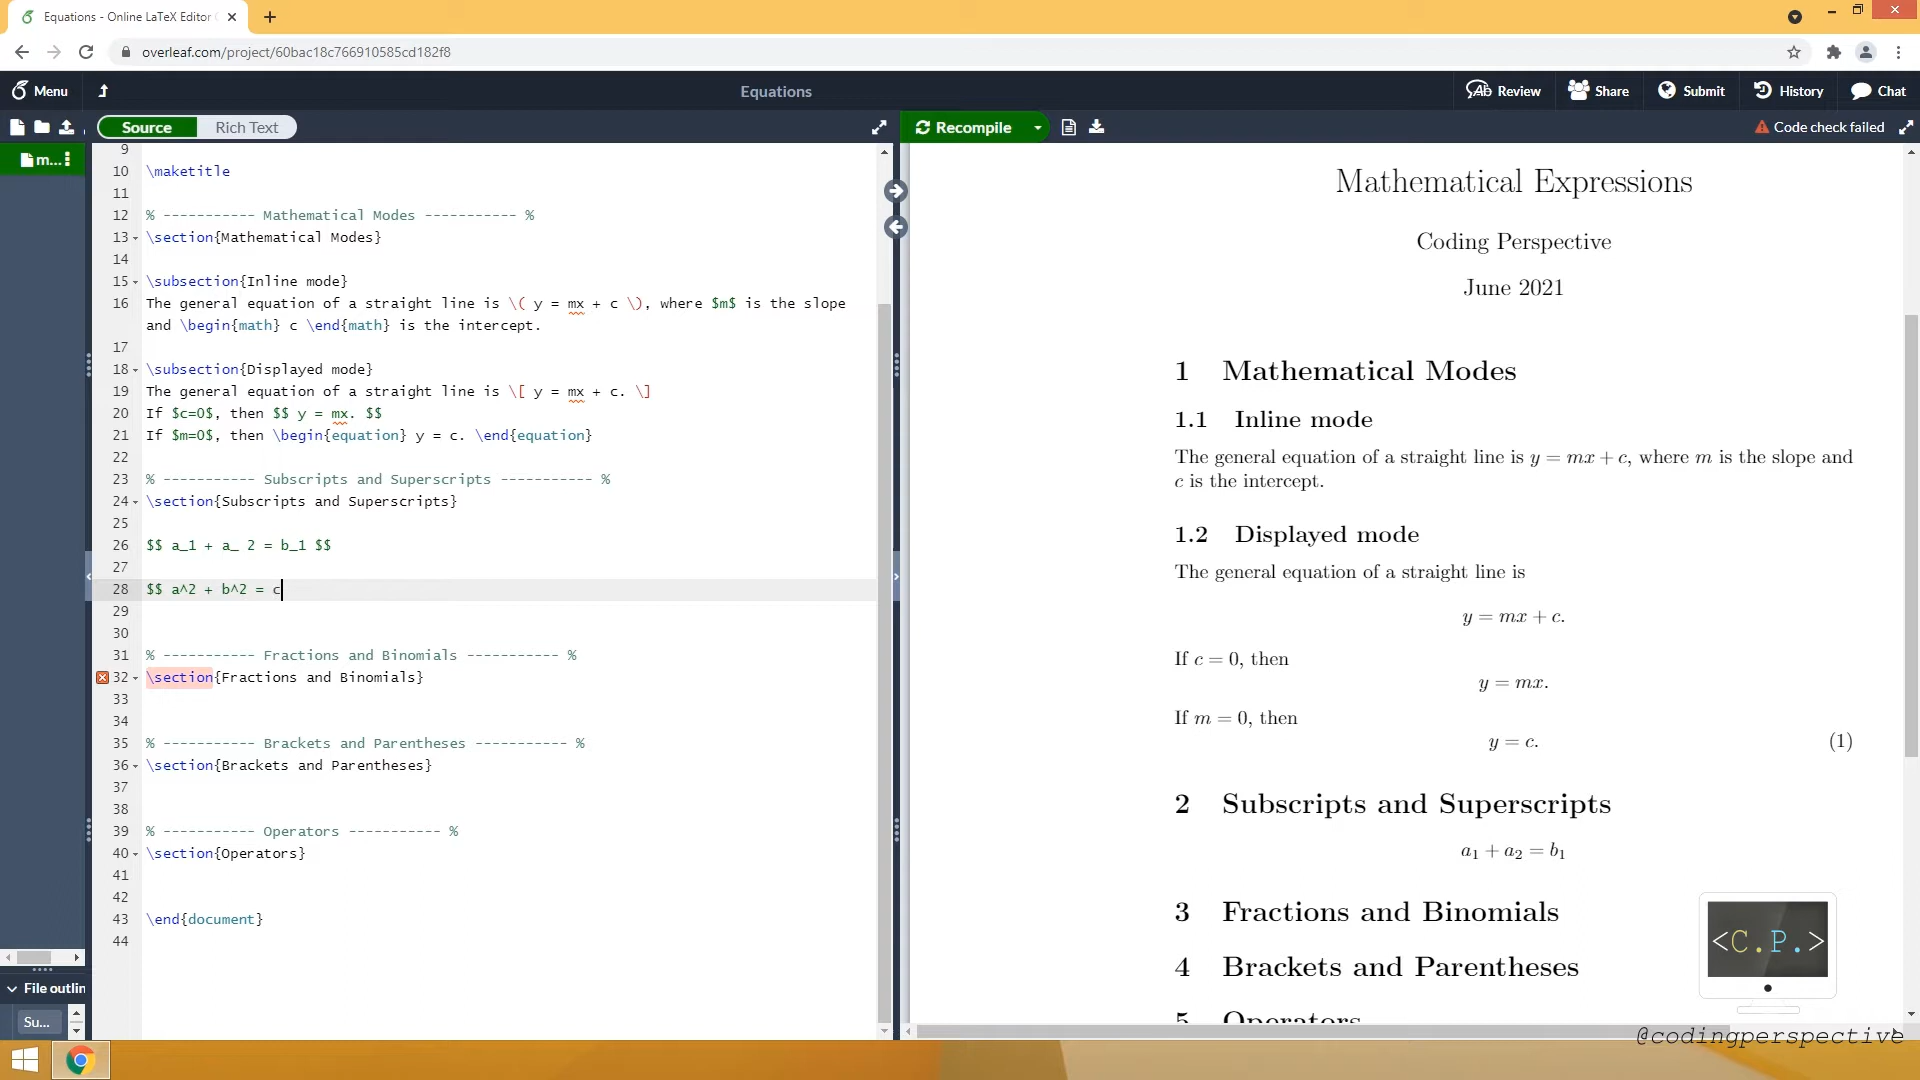 Equations - Online LaTeX Editor
overleaf.com/project/60bac18c766910585cd182f8
Menu
Equations
Review
Share
Submit
History
Chat
Source
Rich Text
Recompile
Code check failed
m...
9
10 \maketitle
11
12 % ----------- Mathematical Modes ----------- %
13 \section{Mathematical Modes}
14
15 \subsection{Inline mode}
16 The general equation of a straight line is \( y = mx + c \), where $m$ is the slope
and \begin{math} c \end{math} is the intercept.
17
18 \subsection{Displayed mode}
19 The general equation of a straight line is \[ y = mx + c. \]
20 If $c=0$, then $$ y = mx. $$
21 If $m=0$, then \begin{equation} y = c. \end{equation}
22
23 % ----------- Subscripts and Superscripts ----------- %
24 \section{Subscripts and Superscripts}
25
26 $$ a_1 + a_ 2 = b_1 $$
27
28 $$ a^2 + b^2 = c
29
30
31 % ----------- Fractions and Binomials ----------- %
32 \section{Fractions and Binomials}
33
34
35 % ----------- Brackets and Parentheses ----------- %
36 \section{Brackets and Parentheses}
37
38
39 % ----------- Operators ----------- %
40 \section{Operators}
41
42
43 \end{document}
44
File outlin
Su...
Mathematical Expressions
Coding Perspective
June 2021
1 Mathematical Modes
1.1 Inline mode
The general equation of a straight line is y = mx + c, where m is the slope and
c is the intercept.
1.2 Displayed mode
The general equation of a straight line is
y = mx + c.
If c = 0, then
y = mx.
If m = 0, then
y = c. (1)
2 Subscripts and Superscripts
a₁ + a₂ = b₁
3 Fractions and Binomials
4 Brackets and Parentheses
5 Operators
<C.P.>
@codingperspective